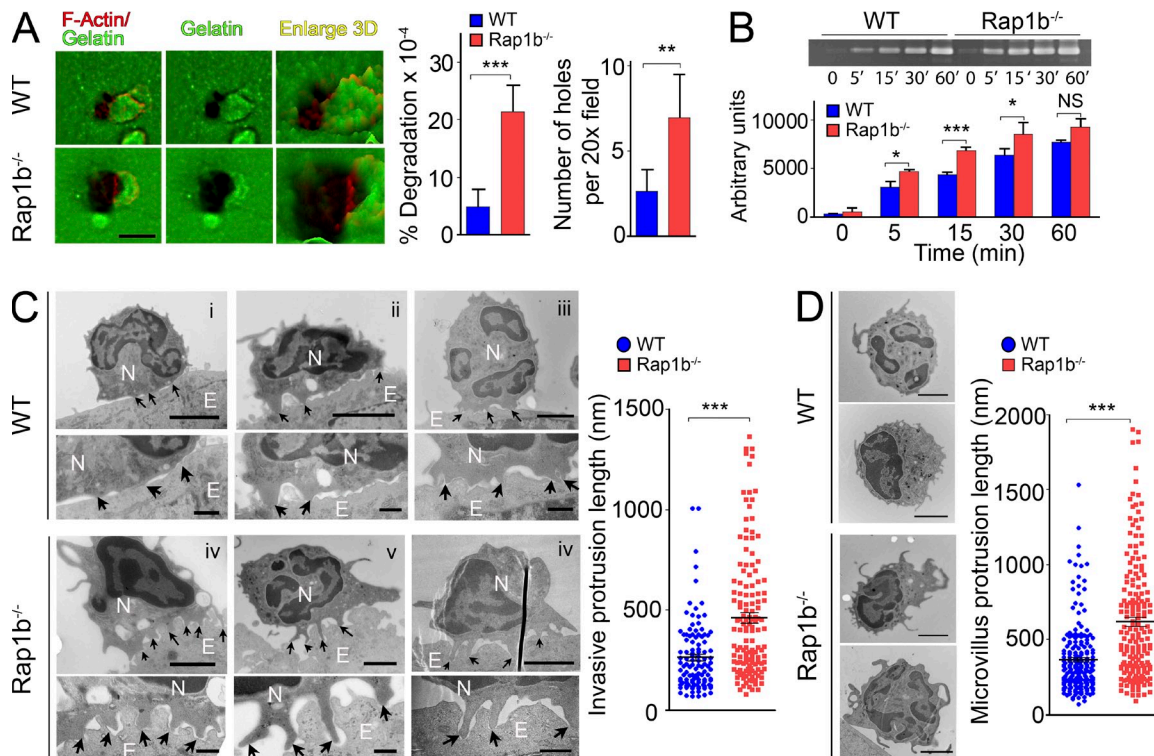 A
F-Actin/
Gelatin
Gelatin
Enlarge 3D
WT
Rap1b-/-
WT
Rap1b-/-
% Degradation x 10-4
30
20
10
0
***
Number of holes
per 20x field
15
10
5
0
**
B
WT
Rap1b-/-
0 5′ 15′ 30′ 60′ 0 5′ 15′ 30′ 60′
WT
Rap1b-/-
Arbitrary units
10000
5000
0
*
***
*
NS
0 5 15 30 60
Time (min)
C
WT
i
N
E
ii
N
E
iii
N
E
N
E
N
E
N
E
Rap1b-/-
iv
N
E
v
N
E
iv
N
E
N
E
N
E
N
E
WT
Rap1b-/-
***
Invasive protrusion length (nm)
1500
1000
500
0
D
WT
Rap1b-/-
WT
Rap1b-/-
***
Microvillus protrusion length (nm)
2000
1500
1000
500
0